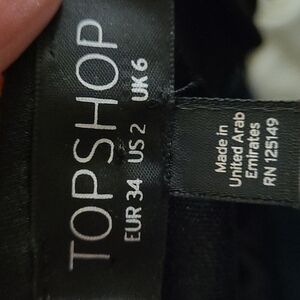 TOPSHOP
EUR 34 US 2 UK 6
Made in
United Arab
Emirates
RN 125149